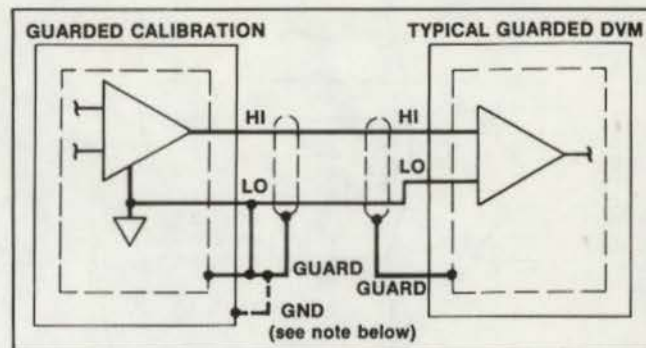 GUARDED CALIBRATION
TYPICAL GUARDED DVM
HI
HI
LO
LO
GUARD
GUARD
GND
(see note below)